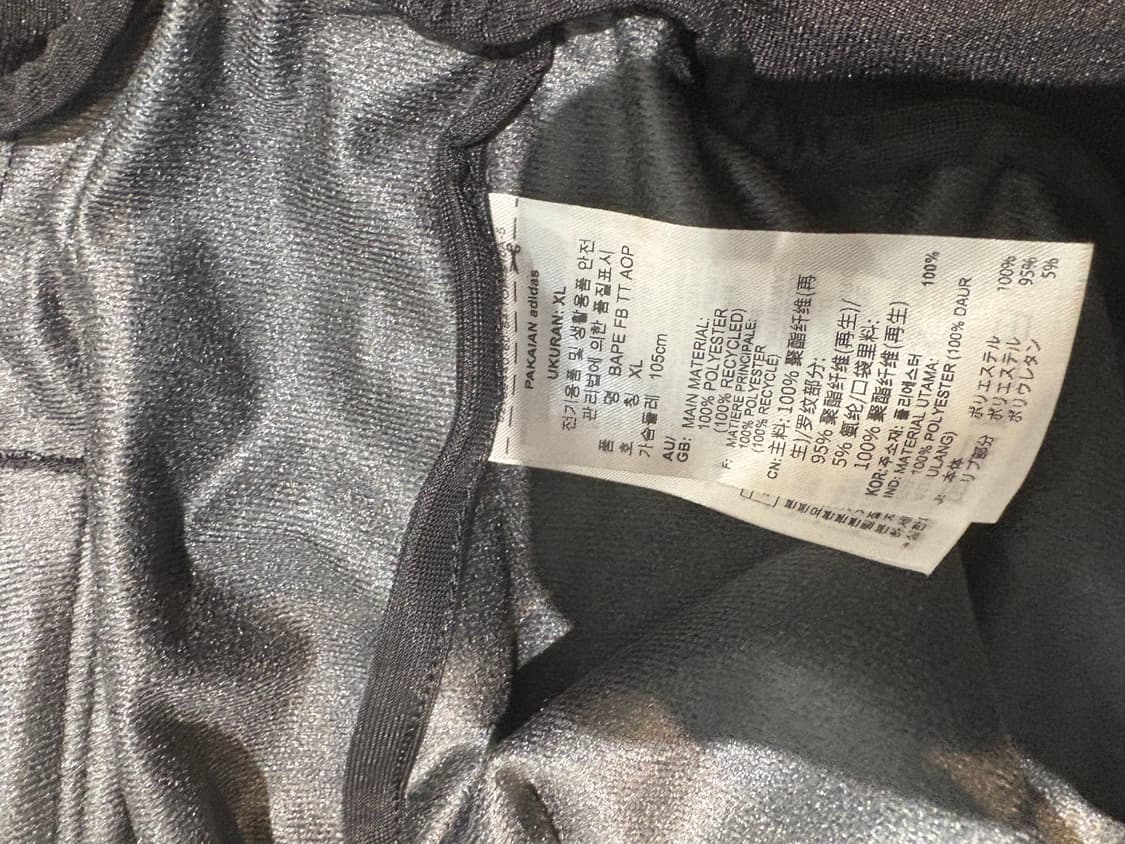 PAKAIAN adidas
UKURAN: XL
전기용품 및 생활용품 안전
관리법에 의한 품질표시
품 명 BAPE FB TT AOP
호 칭 XL
가슴둘레 105cm
AU/
GB: MAIN MATERIAL:
100% POLYESTER
(100% RECYCLED)
F: MATIERE PRINCIPALE:
100% POLYESTER
(100% RECYCLE)
CN:主料: 100% 聚酯纤维(再
生)/罗纹部分:
95% 聚酯纤维(再生)/
5% 氨纶/口袋里料:
100% 聚酯纤维(再生)
KOR:주소재: 폴리에스터 100%
IND: MATERIAL UTAMA:
100% POLYESTER (100% DAUR
ULANG)
J: 本体 ポリエステル 100%
リブ部分 ポリエステル 95%
ポリウレタン 5%